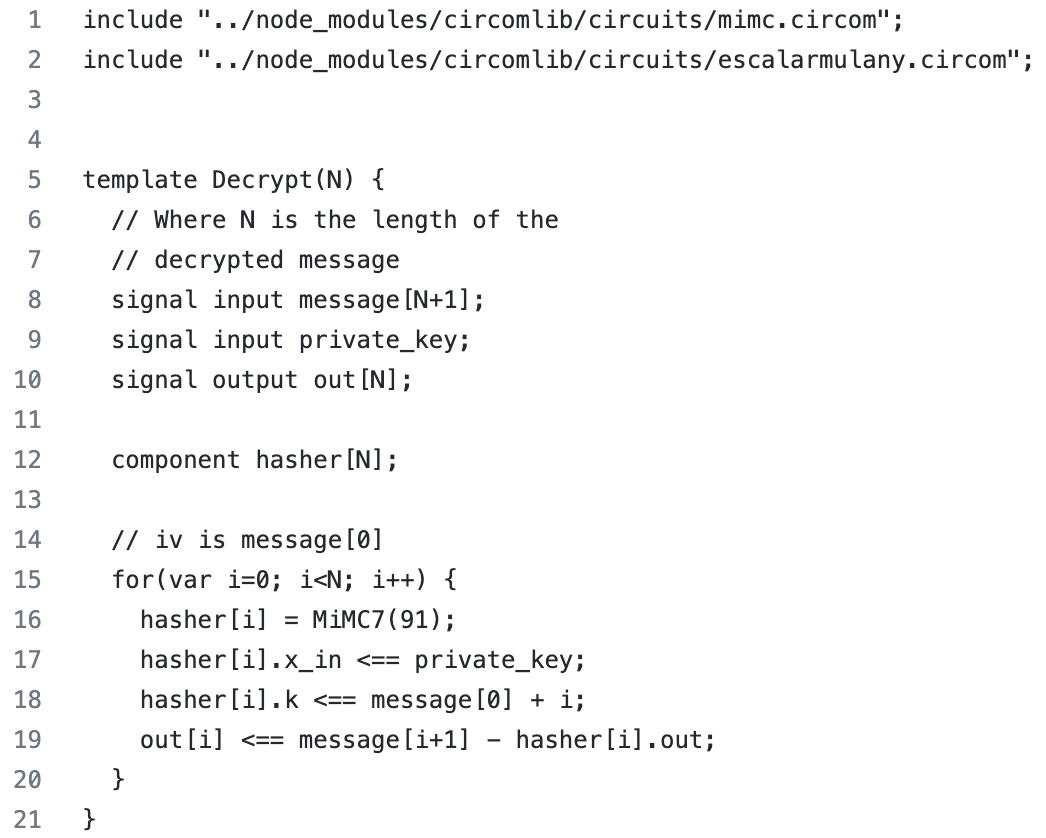 1 include "../node_modules/circomlib/circuits/mimc.circom";
2 include "../node_modules/circomlib/circuits/escalarmulany.circom";
3
4
5 template Decrypt(N) {
6   // Where N is the length of the
7   // decrypted message
8   signal input message[N+1];
9   signal input private_key;
10   signal output out[N];
11
12   component hasher[N];
13
14   // iv is message[0]
15   for(var i=0; i<N; i++) {
16     hasher[i] = MiMC7(91);
17     hasher[i].x_in <== private_key;
18     hasher[i].k <== message[0] + i;
19     out[i] <== message[i+1] - hasher[i].out;
20   }
21 }